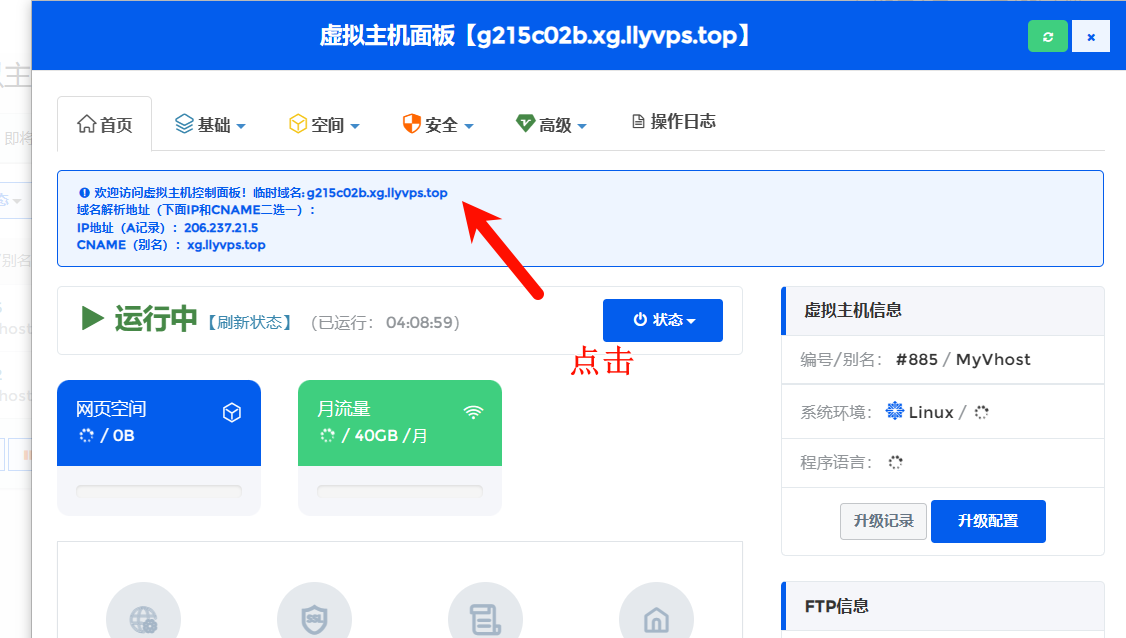 虚拟主机面板【g215c02b.xg.llyvps.top】
首页
基础
空间
安全
高级
操作日志
即将
欢迎访问虚拟主机控制面板！临时域名: g215c02b.xg.llyvps.top
域名解析地址（下面IP和CNAME二选一）：
IP地址（A记录）：206.237.21.5
CNAME（别名）：xg.llyvps.top
运行中【刷新状态】（已运行： 04:08:59）
状态
点击
网页空间
/ 0B
月流量
/ 40GB /月
SSL
虚拟主机信息
编号/别名： #885 / MyVhost
系统环境： Linux /
程序语言：
升级记录
升级配置
FTP信息